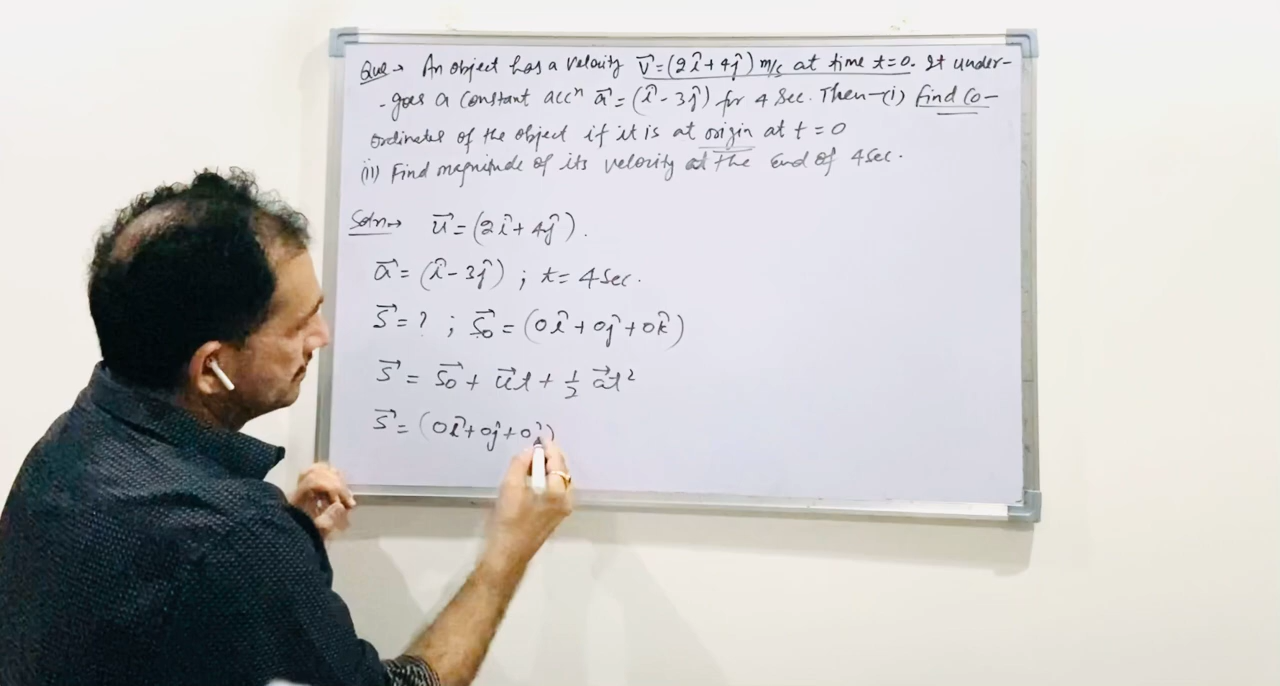 Que → An object has a velocity v⃗ = (2î + 4ĵ) m/s at time t = 0. It under-
-goes a constant accⁿ a⃗ = (î - 3ĵ) for 4 Sec. Then - (i) Find Co-
ordinates of the object if it is at origin at t = 0
(ii) Find magnitude of its velocity at the end of 4 Sec.
Soln → u⃗ = (2î + 4ĵ).
a⃗ = (î - 3ĵ) ; t = 4 Sec.
S⃗ = ? ; S⃗₀ = (0î + 0ĵ + 0k̂)
S⃗ = S⃗₀ + u⃗t + 1/2 a⃗t²
S⃗ = (0î + 0ĵ + 0